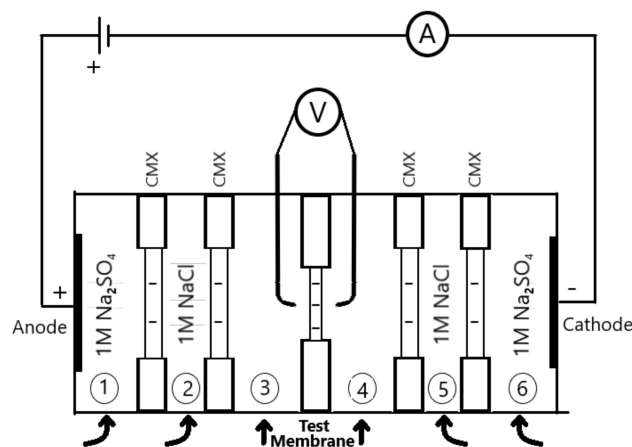 A
+
V
CMX
CMX
CMX
CMX
1M Na₂SO₄
1M NaCl
1M NaCl
1M Na₂SO₄
+
-
Anode
Cathode
- - - - -
- - - - -
1
2
3
4
5
6
Test
Membrane